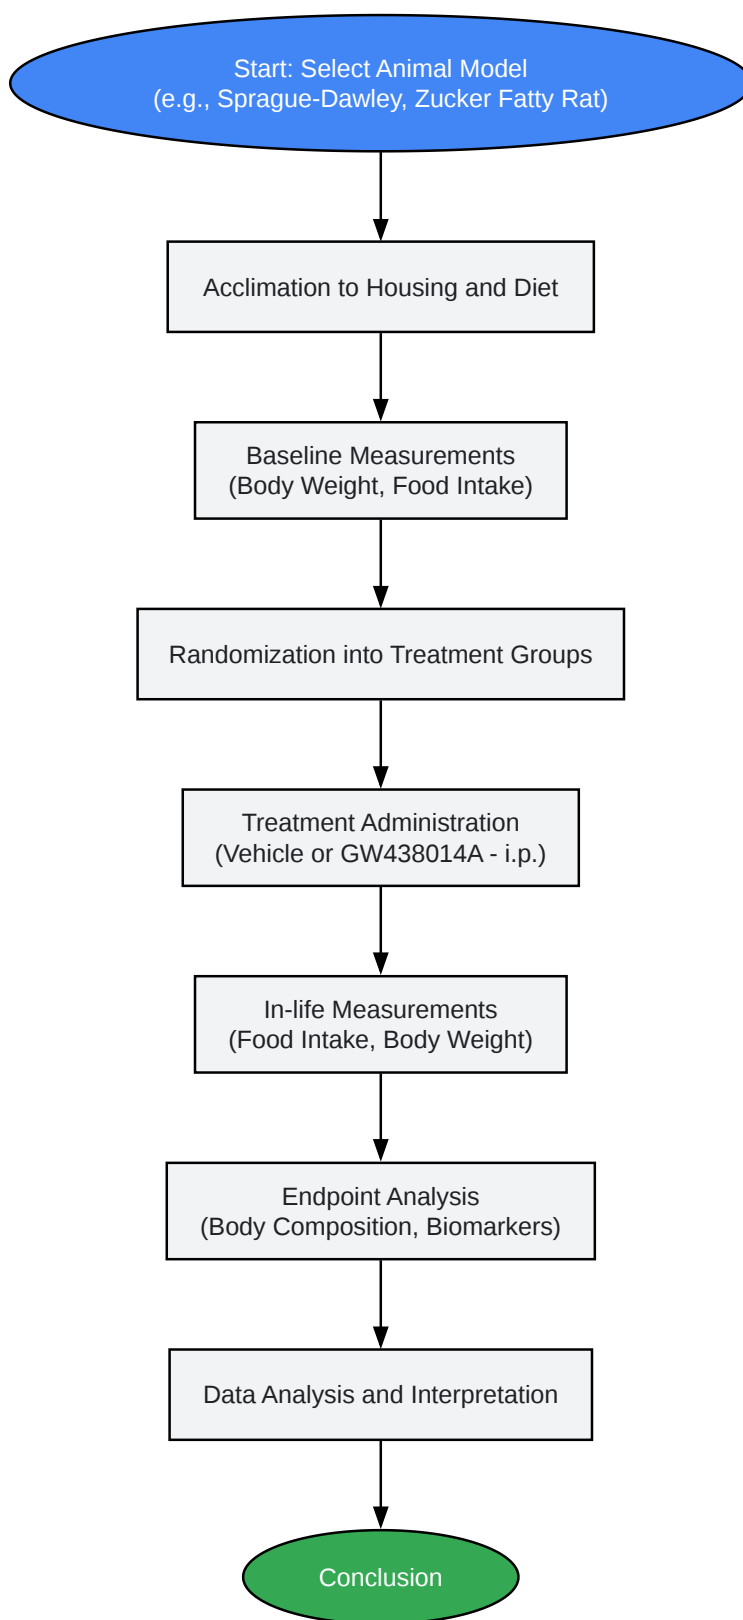 Start: Select Animal Model
(e.g., Sprague-Dawley, Zucker Fatty Rat)
Acclimation to Housing and Diet
Baseline Measurements
(Body Weight, Food Intake)
Randomization into Treatment Groups
Treatment Administration
(Vehicle or GW438014A - i.p.)
In-life Measurements
(Food Intake, Body Weight)
Endpoint Analysis
(Body Composition, Biomarkers)
Data Analysis and Interpretation
Conclusion